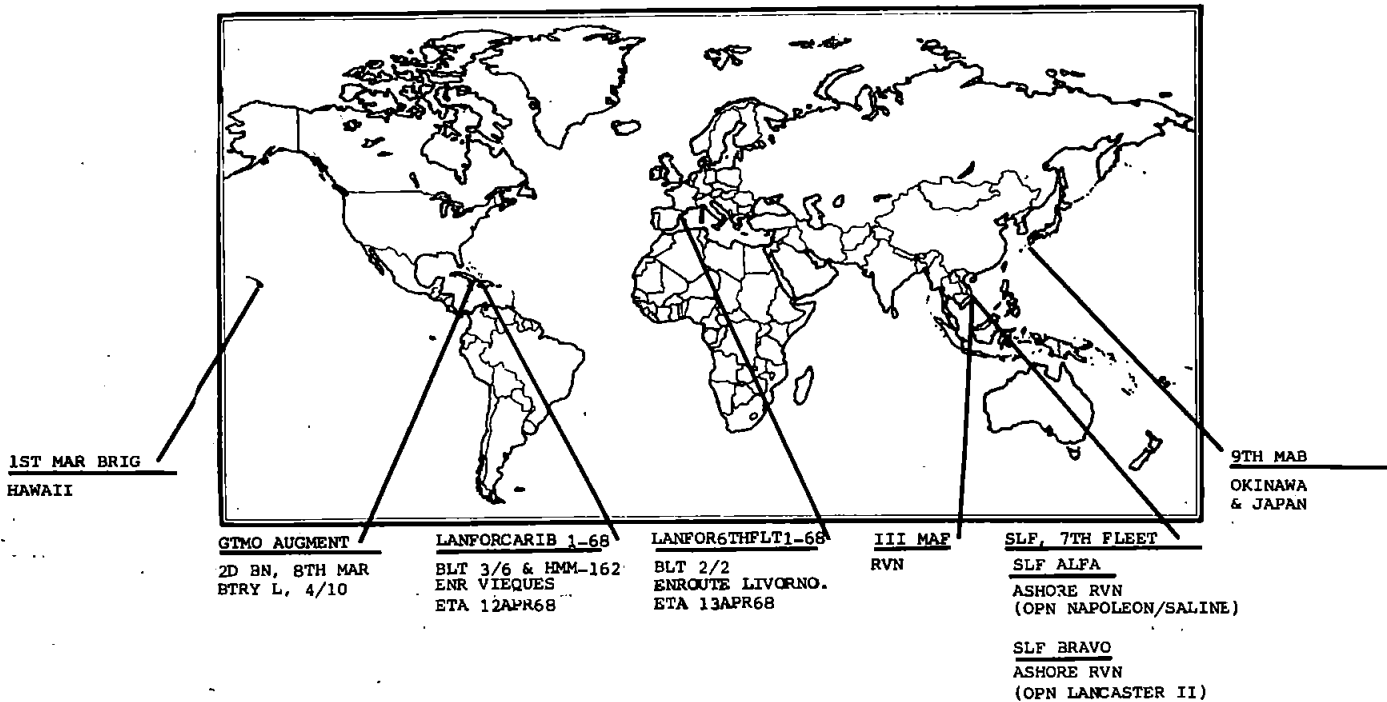 1ST MAR BRIG
HAWAII
GTMO AUGMENT
2D BN, 8TH MAR
BTRY L, 4/10
LANFORCARIB 1-68
BLT 3/6 & HMM-162
ENR VIEQUES
ETA 12APR68
LANFOR6THFLT1-68
BLT 2/2
ENROUTE LIVORNO.
ETA 13APR68
III MAF
RVN
SLF, 7TH FLEET
SLF ALFA
ASHORE RVN
(OPN NAPOLEON/SALINE)
SLF BRAVO
ASHORE RVN
(OPN LANCASTER II)
9TH MAB
OKINAWA
& JAPAN